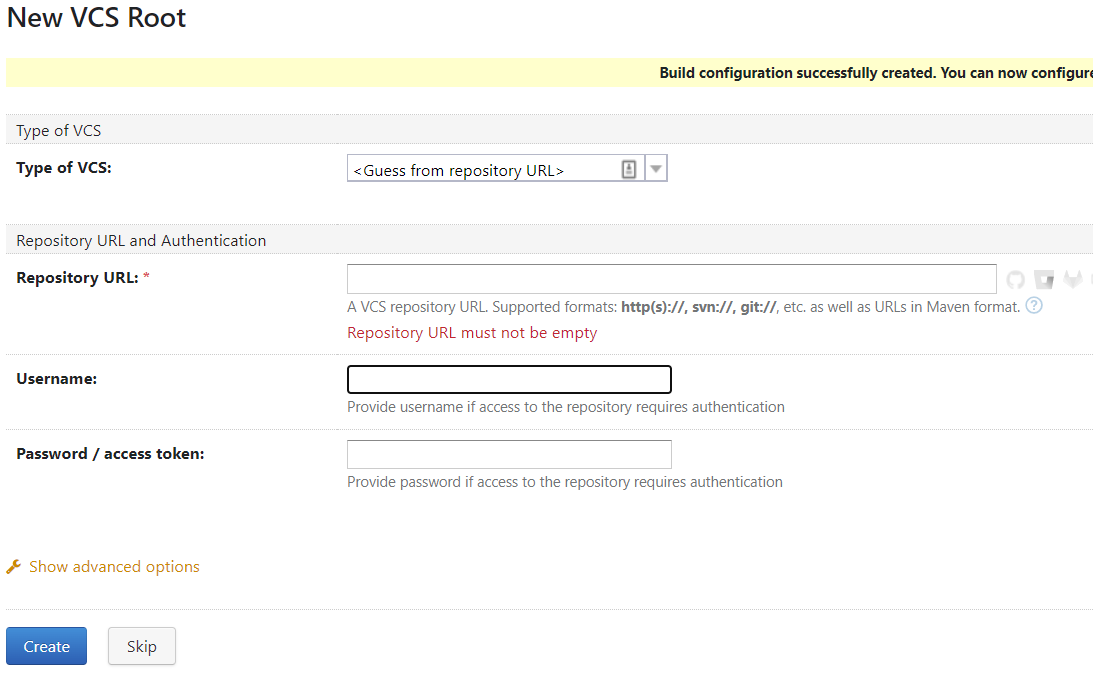 New VCS Root
Build configuration successfully created. You can now configure
Type of VCS
Type of VCS:
<Guess from repository URL>
Repository URL and Authentication
Repository URL: *
A VCS repository URL. Supported formats: http(s)://, svn://, git://, etc. as well as URLs in Maven format. ?
Repository URL must not be empty
Username:
Provide username if access to the repository requires authentication
Password / access token:
Provide password if access to the repository requires authentication
Show advanced options
Create Skip